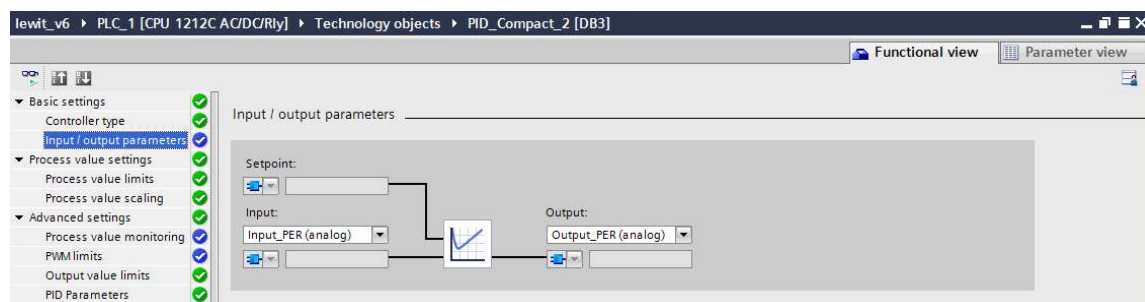 lewit_v6 ▸ PLC_1 [CPU 1212C AC/DC/Rly] ▸ Technology objects ▸ PID_Compact_2 [DB3]
Functional view
Parameter view
Basic settings
Controller type
Input / output parameters
Process value settings
Process value limits
Process value scaling
Advanced settings
Process value monitoring
PWM limits
Output value limits
PID Parameters
Input / output parameters
Setpoint:
Input:
Input_PER (analog)
Output:
Output_PER (analog)